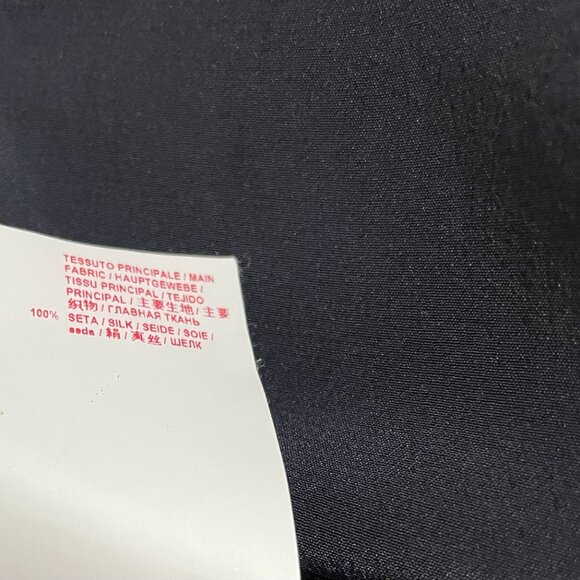 TESSUTO PRINCIPALE / MAIN
FABRIC / HAUPTGEWEBE /
TISSU PRINCIPAL / TEJIDO
PRINCIPAL / 主要生地 / 主要
织物 / ГЛАВНАЯ ТКАНЬ
100% SETA / SILK / SEIDE / SOIE /
seda / 絹 / 真丝 / ШЕЛК